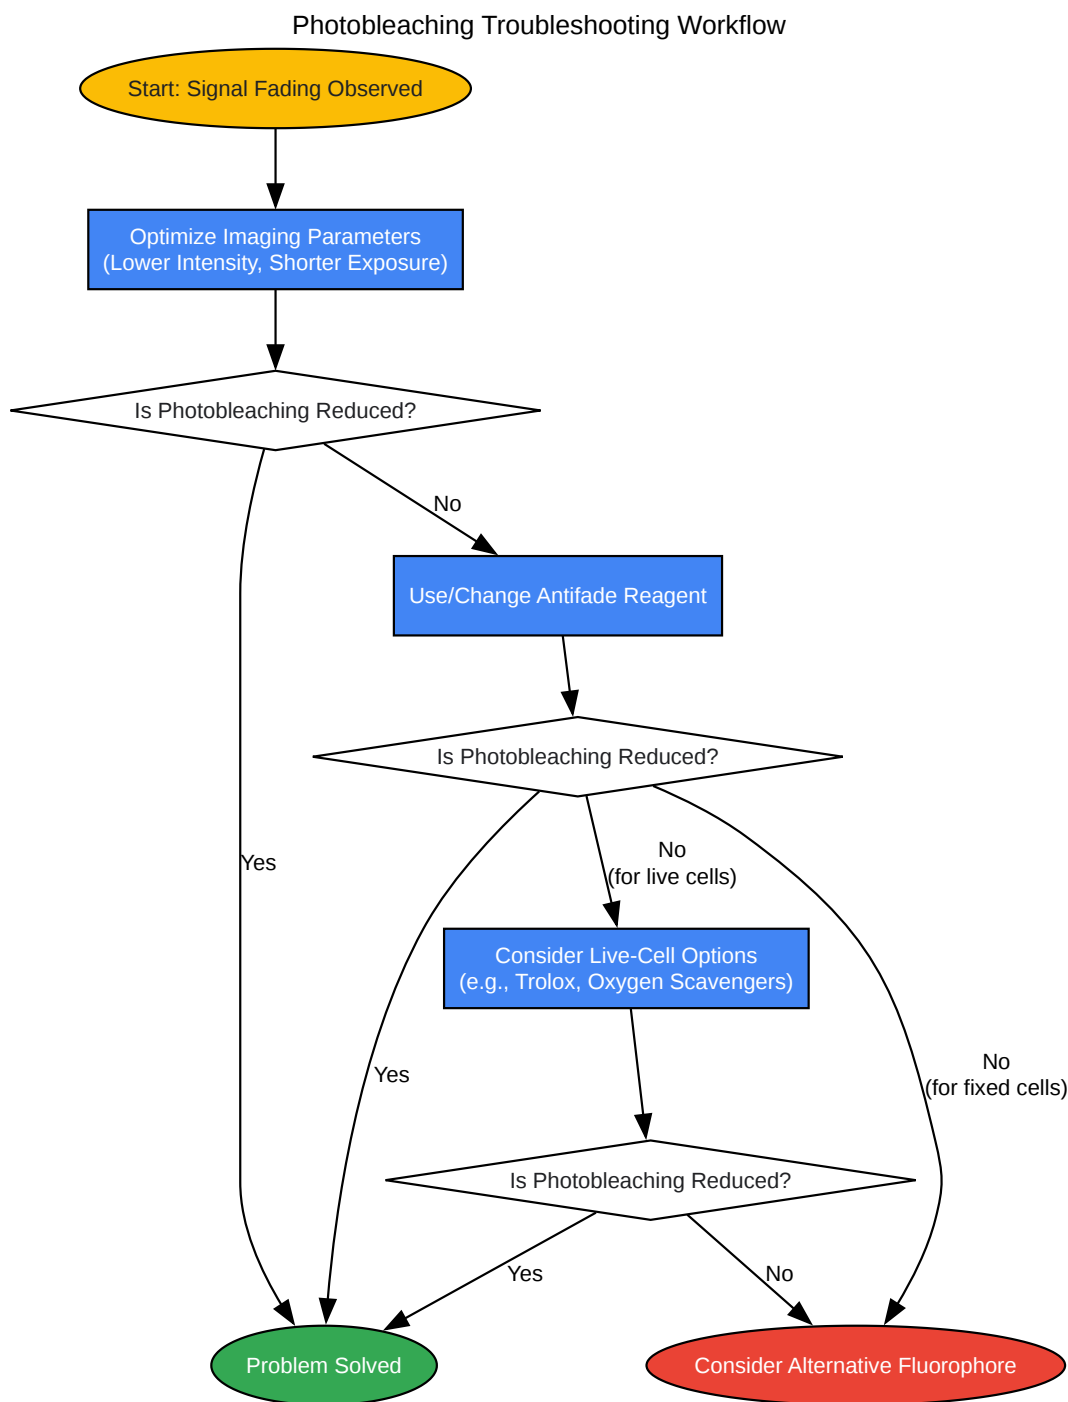 Photobleaching Troubleshooting Workflow
Start: Signal Fading Observed
Optimize Imaging Parameters
(Lower Intensity, Shorter Exposure)
Is Photobleaching Reduced?
No
Use/Change Antifade Reagent
Is Photobleaching Reduced?
Yes
No
(for live cells)
Consider Live-Cell Options
(e.g., Trolox, Oxygen Scavengers)
Yes
No
(for fixed cells)
Is Photobleaching Reduced?
Yes
No
Problem Solved
Consider Alternative Fluorophore